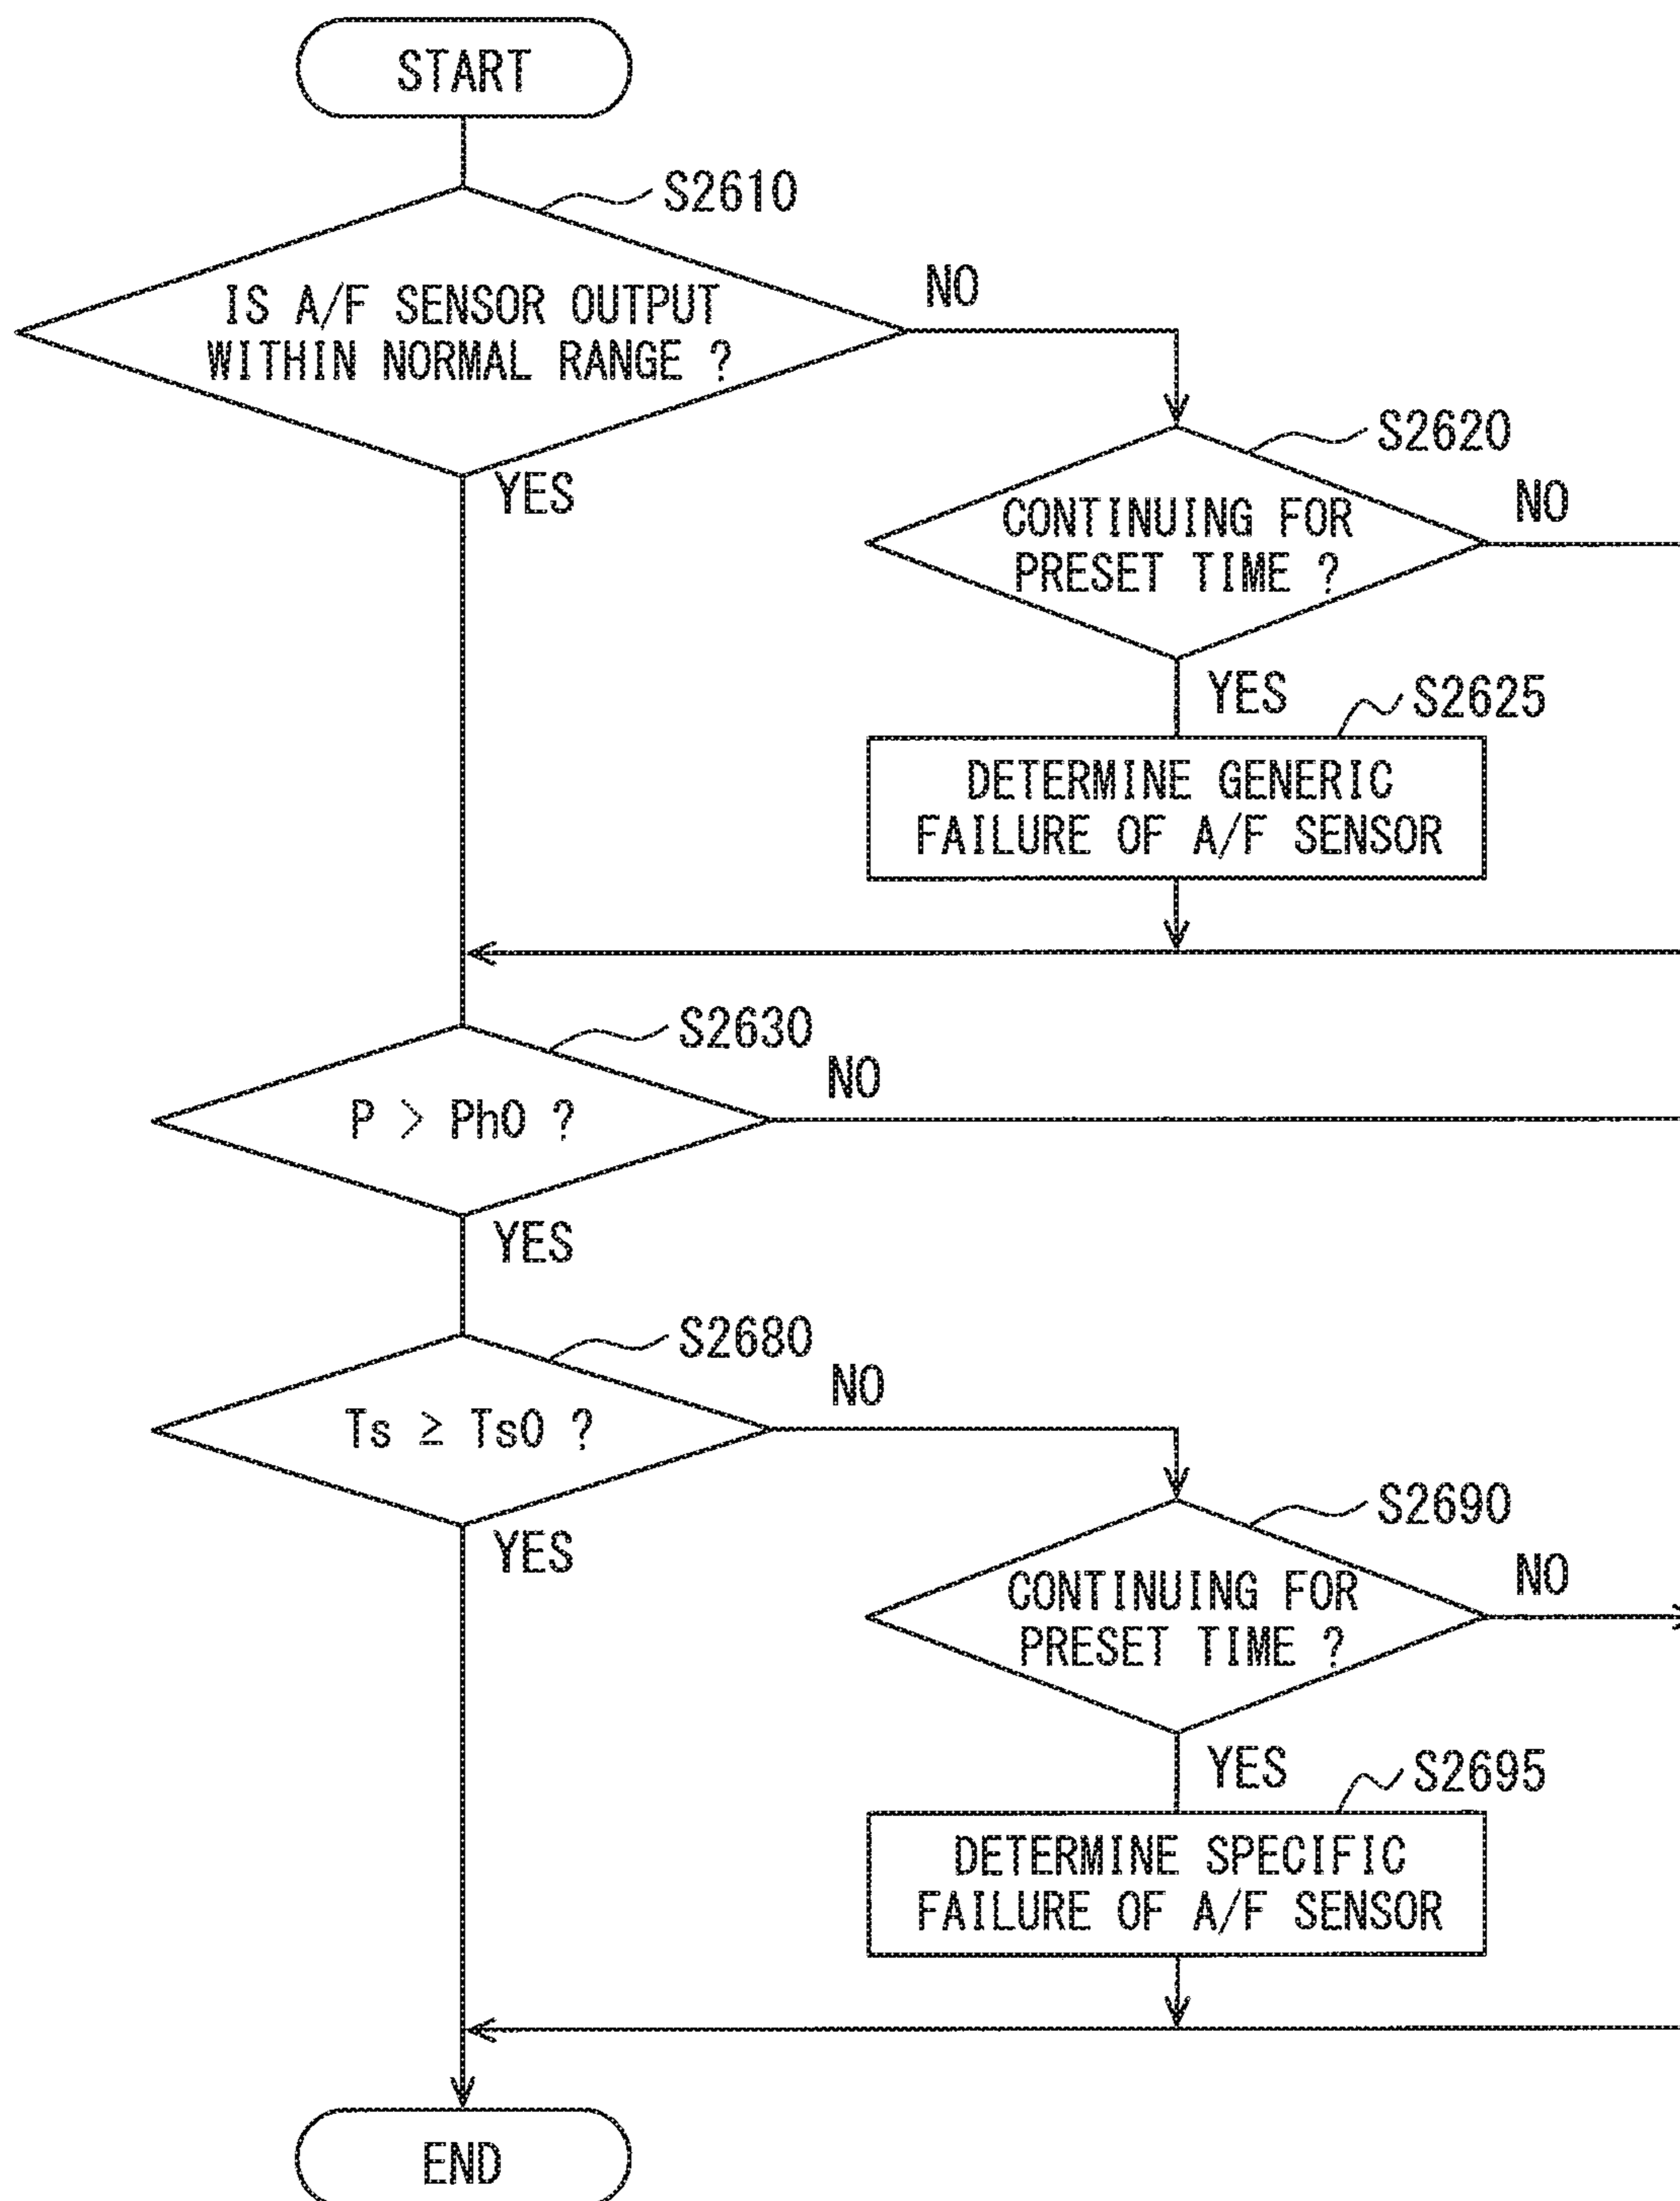 START
S2610
IS A/F SENSOR OUTPUT
WITHIN NORMAL RANGE ?
NO
YES
S2620
CONTINUING FOR
PRESET TIME ?
NO
YES
S2625
DETERMINE GENERIC
FAILURE OF A/F SENSOR
S2630
P > Ph0 ?
NO
YES
S2680
Ts ≥ Ts0 ?
NO
YES
S2690
CONTINUING FOR
PRESET TIME ?
NO
YES
S2695
DETERMINE SPECIFIC
FAILURE OF A/F SENSOR
END